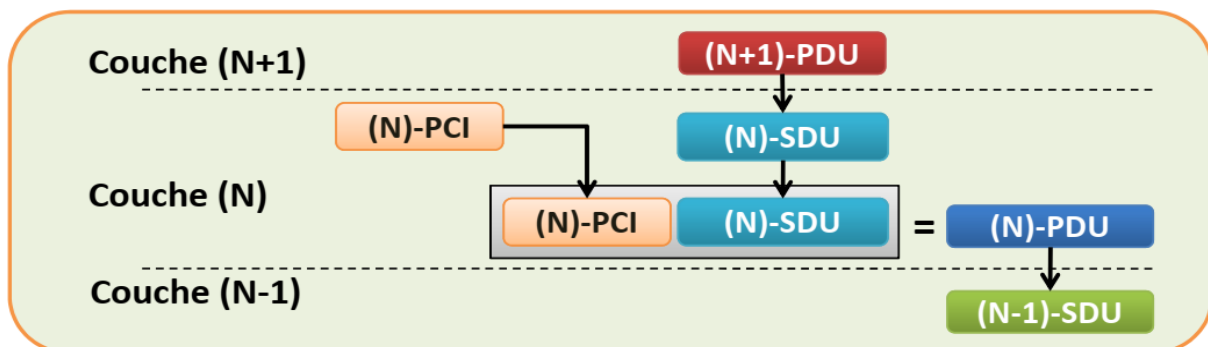 Couche (N+1)
(N+1)-PDU
(N)-PCI
(N)-SDU
Couche (N)
(N)-PCI
(N)-SDU
=
(N)-PDU
Couche (N-1)
(N-1)-SDU